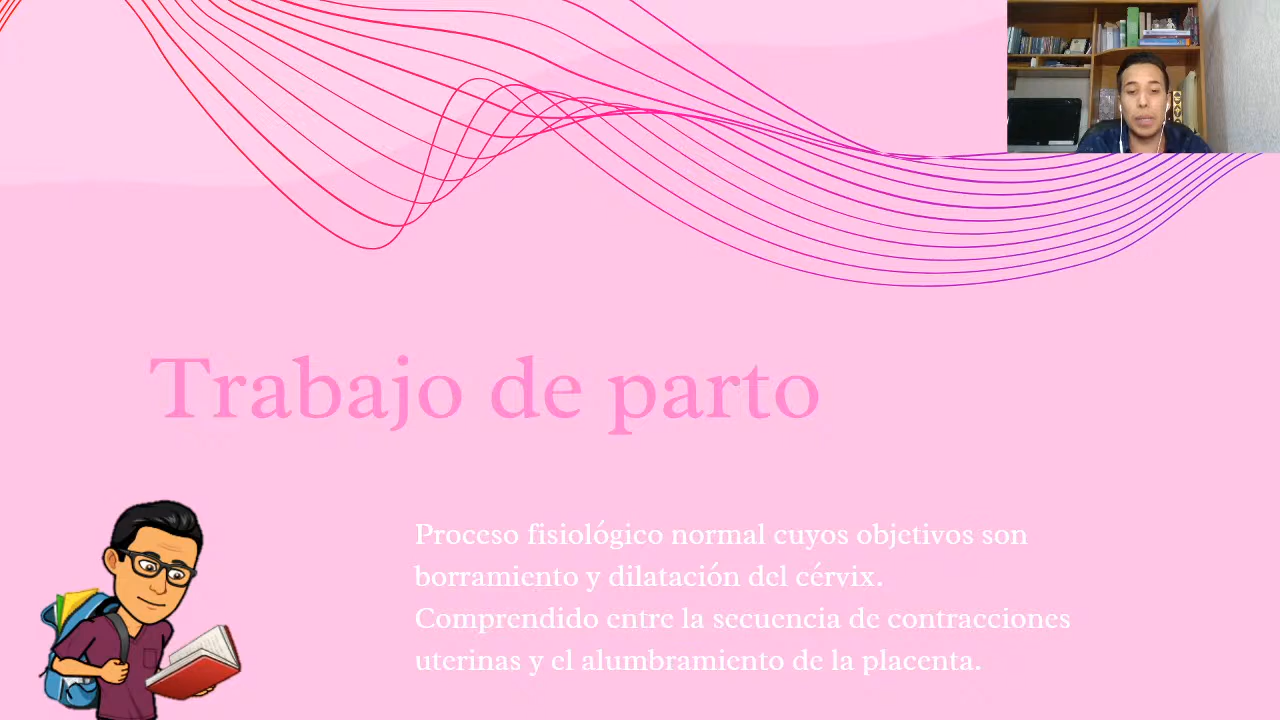 Trabajo de parto
Proceso fisiológico normal cuyos objetivos son
borramiento y dilatación del cérvix.
Comprendido entre la secuencia de contracciones
uterinas y el alumbramiento de la placenta.